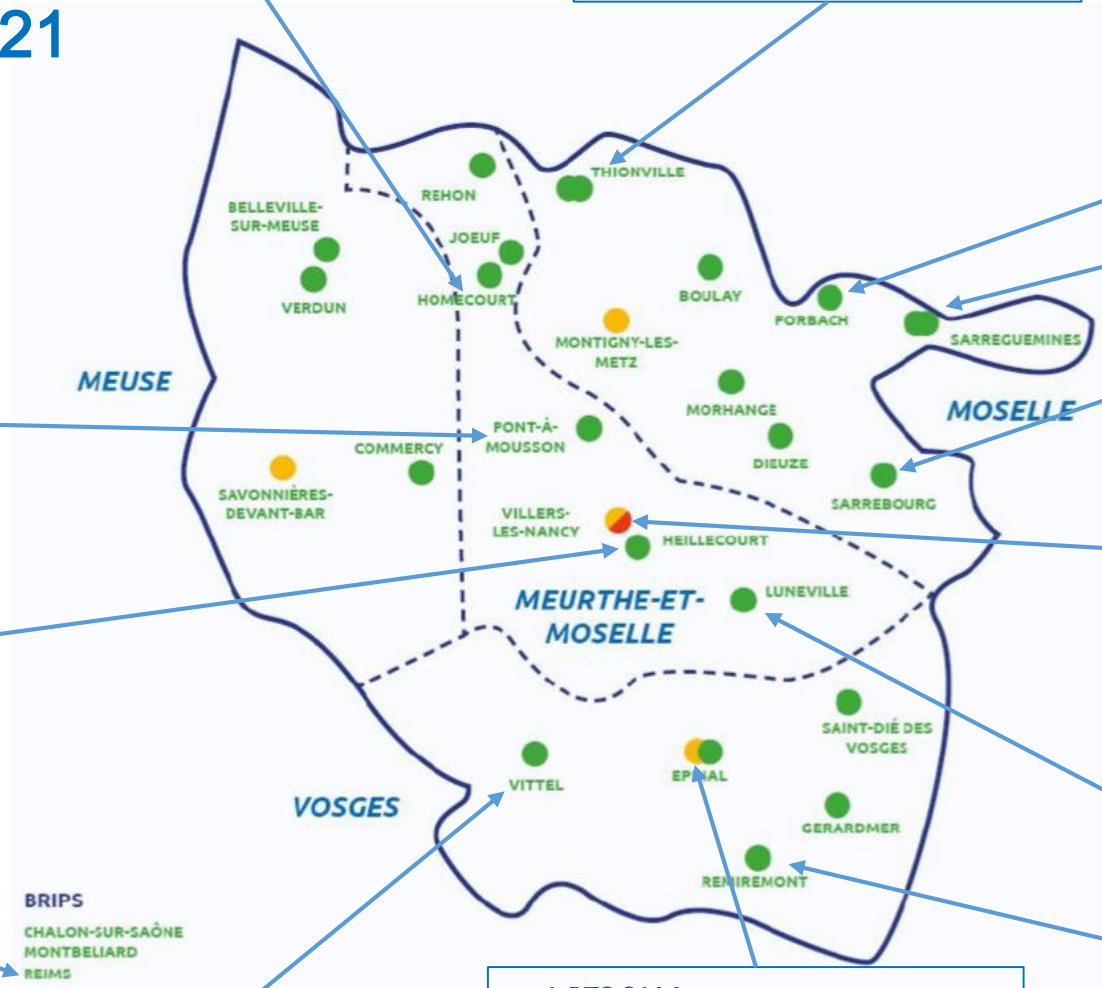 21
THIONVILLE
REHON
BELLEVILLE-
SUR-MEUSE
JOEUF
VERDUN
HOMECOURT
BOULAY
FORBACH
SARREGUEMINES
MONTIGNY-LES-
METZ
MEUSE
MORHANGE
MOSELLE
PONT-À-
MOUSSON
COMMERCY
DIEUZE
SAVONNIÈRES-
DEVANT-BAR
SARREBOURG
VILLERS-
LES-NANCY
HEILLECOURT
MEURTHE-ET-
MOSELLE
LUNEVILLE
SAINT-DIÉ DES
VOSGES
VITTEL
EPINAL
VOSGES
GERARDMER
REMIREMONT
BRIPS
CHALON-SUR-SAÔNE
MONTBELIARD
REIMS